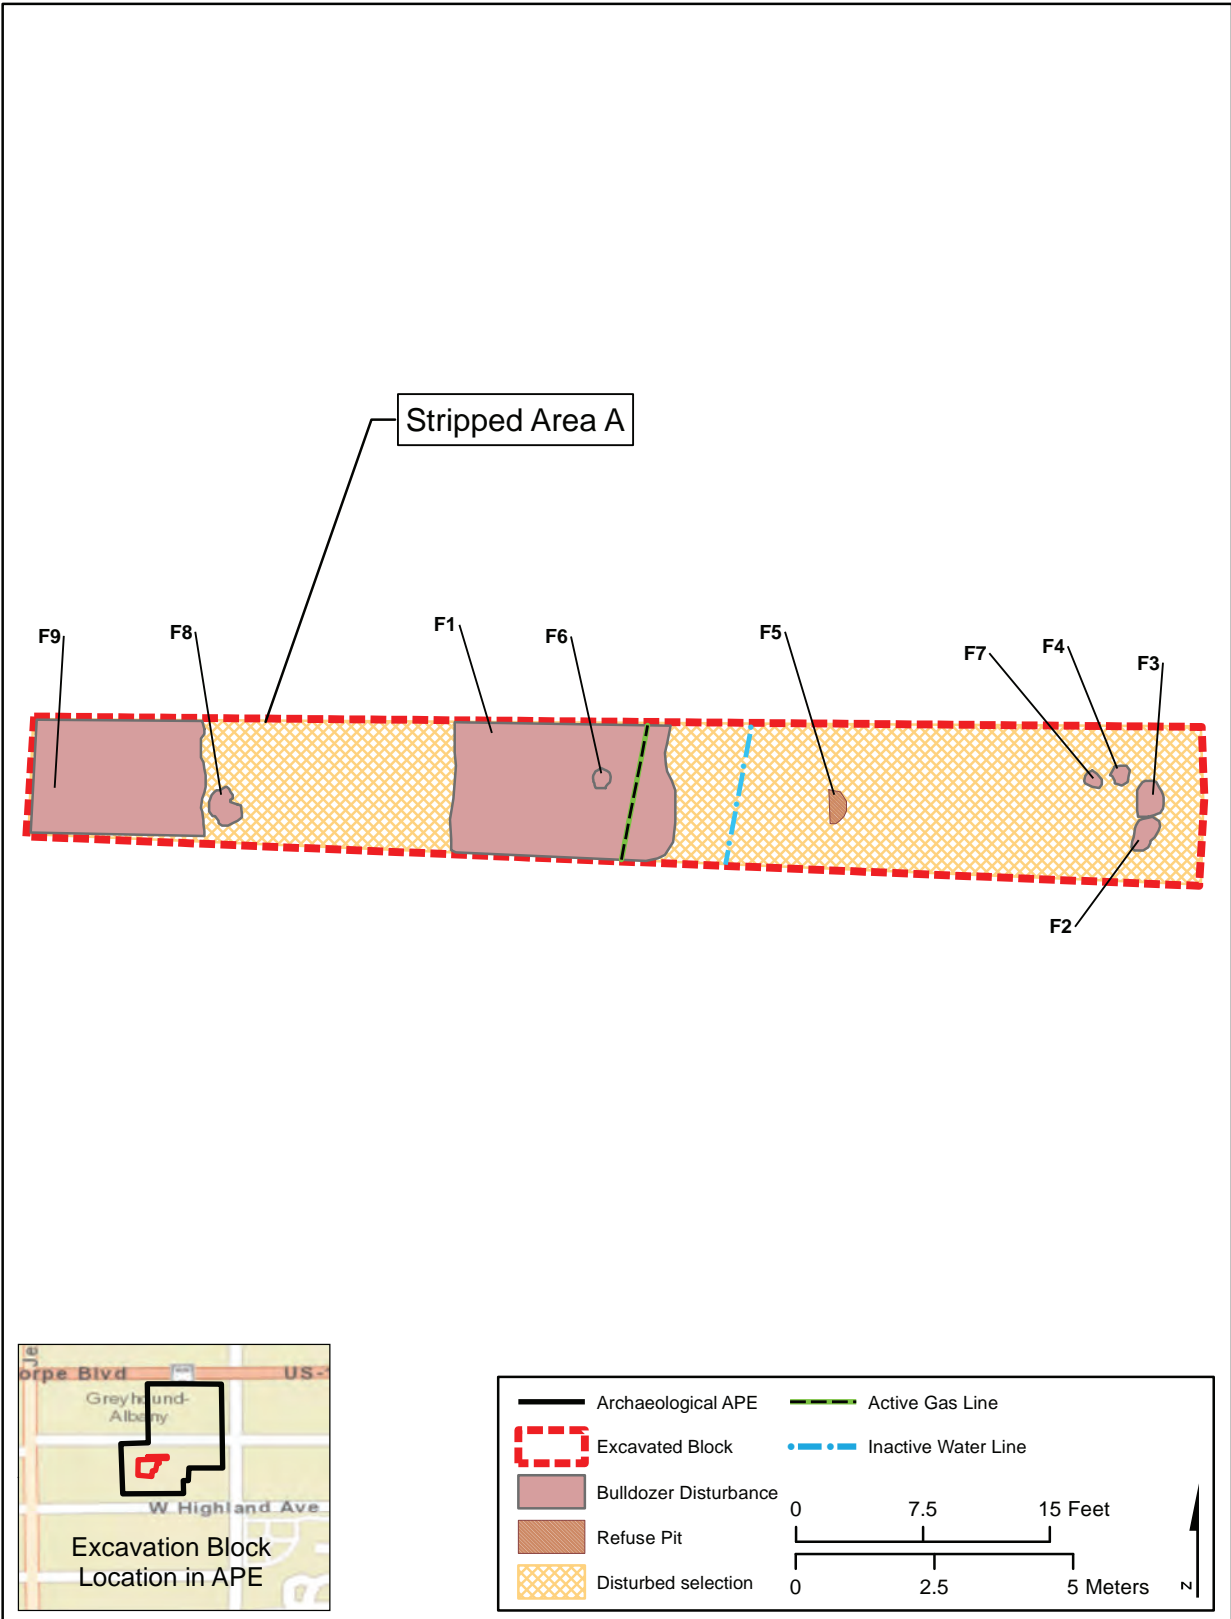 Stripped Area A
F9
F8
F1
F6
F5
F7
F4
F3
F2
Je
orpe Blvd
US-
Greyhound-
Albany
W Highland Ave
Excavation Block
Location in APE
Archaeological APE
Active Gas Line
Excavated Block
Inactive Water Line
Bulldozer Disturbance
Refuse Pit
Disturbed selection
0 7.5 15 Feet
0 2.5 5 Meters
N